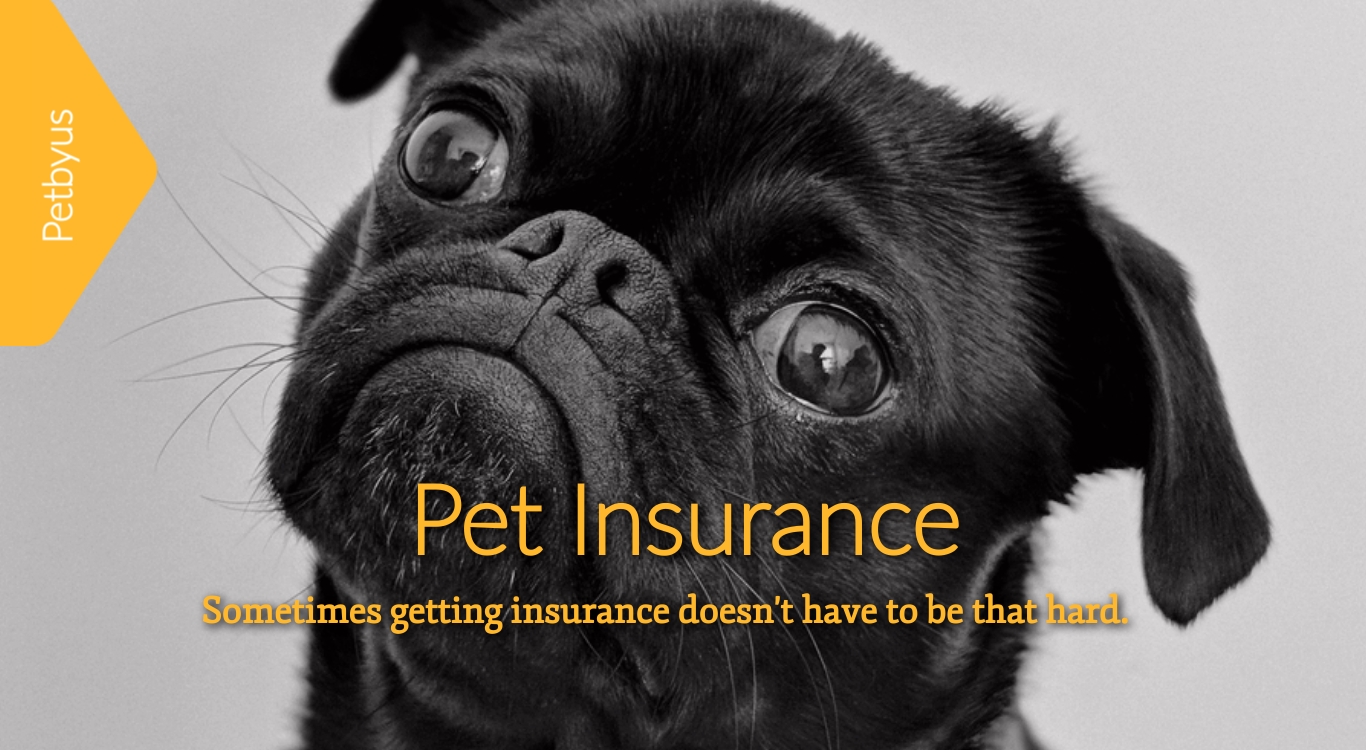 Petbyus
Pet Insurance
Sometimes getting insurance doesn't have to be that hard.